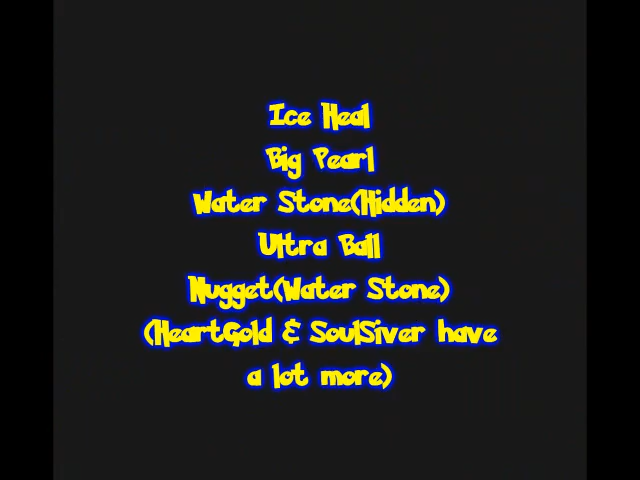 Ice Heal
Big Pearl
Water Stone(Hidden)
Ultra Ball
Nugget(Water Stone)
(HeartGold & SoulSiver have
a lot more)